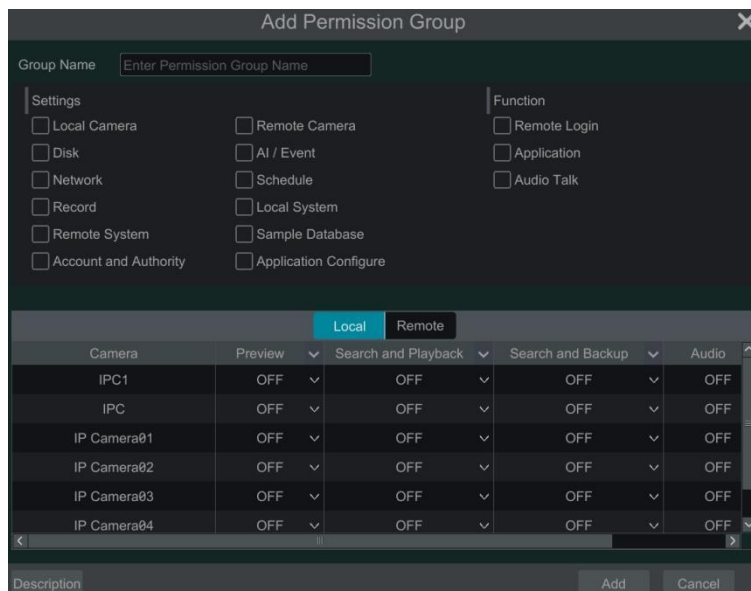 Add Permission Group
Group Name Enter Permission Group Name
Settings Function
Local Camera Remote Camera Remote Login
Disk AI / Event Application
Network Schedule Audio Talk
Record Local System
Remote System Sample Database
Account and Authority Application Configure
Local Remote
Camera Preview Search and Playback Search and Backup Audio
IPC1 OFF OFF OFF OFF
IPC OFF OFF OFF OFF
IP Camera01 OFF OFF OFF OFF
IP Camera02 OFF OFF OFF OFF
IP Camera03 OFF OFF OFF OFF
IP Camera04 OFF OFF OFF OFF
Description Add Cancel